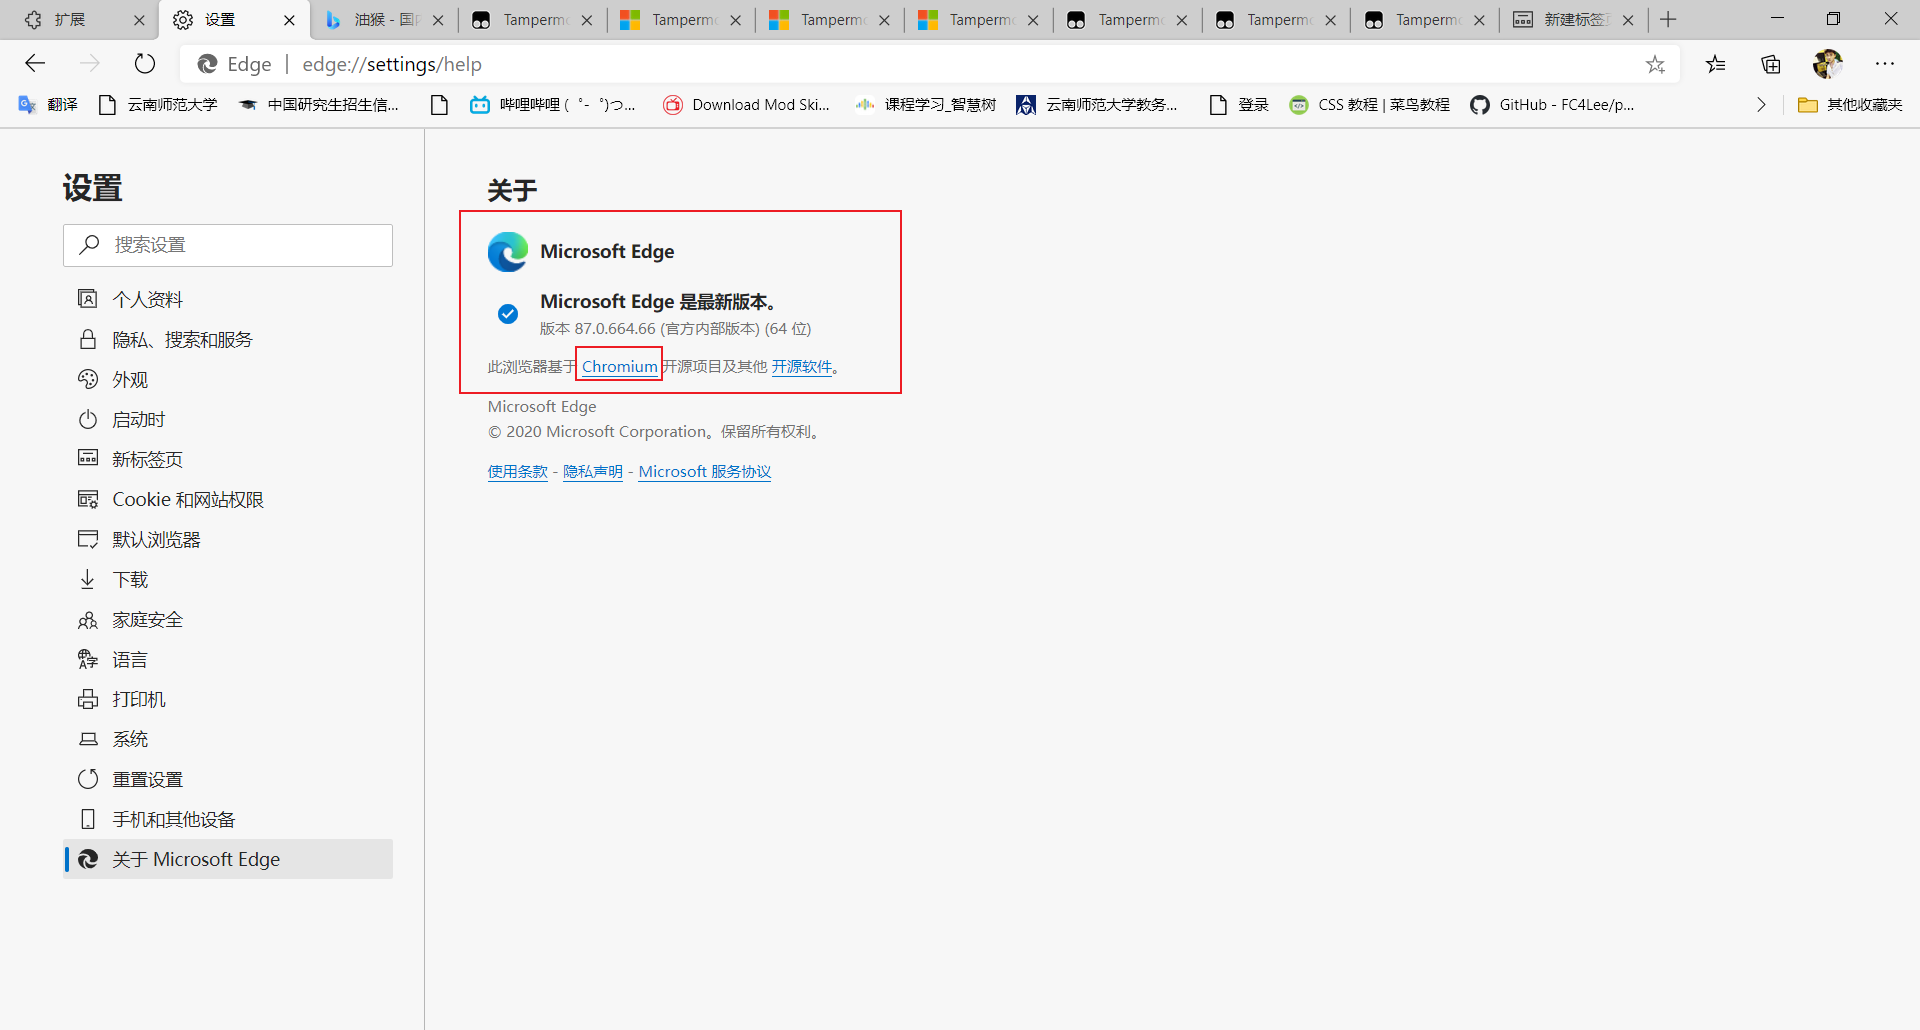 扩展
设置
油猴 - 国
Tamperm
Tamperm
Tamperm
Tamperm
Tamperm
Tamperm
Tamperm
新建标签
Edge | edge://settings/help
翻译
云南师范大学
中国研究生招生信...
哔哩哔哩 ( ゜- ゜)つ...
Download Mod Ski...
课程学习_智慧树
云南师范大学教务...
登录
CSS 教程 | 菜鸟教程
GitHub - FC4Lee/p...
其他收藏夹
设置
搜索设置
个人资料
隐私、搜索和服务
外观
启动时
新标签页
Cookie 和网站权限
默认浏览器
下载
家庭安全
语言
打印机
系统
重置设置
手机和其他设备
关于 Microsoft Edge
关于
Microsoft Edge
Microsoft Edge 是最新版本。
版本 87.0.664.66 (官方内部版本) (64 位)
此浏览器基于 Chromium 开源项目及其他 开源软件。
Microsoft Edge
© 2020 Microsoft Corporation。保留所有权利。
使用条款 - 隐私声明 - Microsoft 服务协议